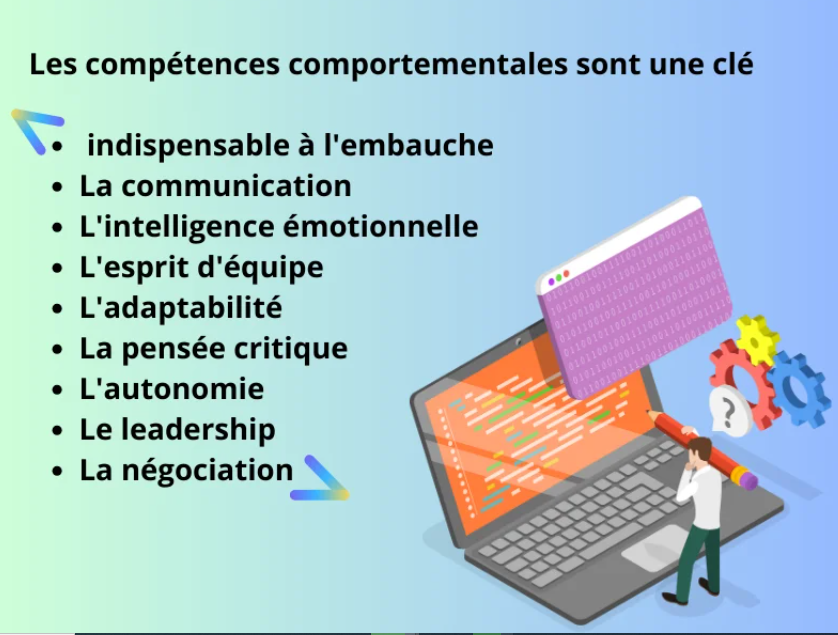 Les compétences comportementales sont une clé
• indispensable à l'embauche
• La communication
• L'intelligence émotionnelle
• L'esprit d'équipe
• L'adaptabilité
• La pensée critique
• L'autonomie
• Le leadership
• La négociation
?